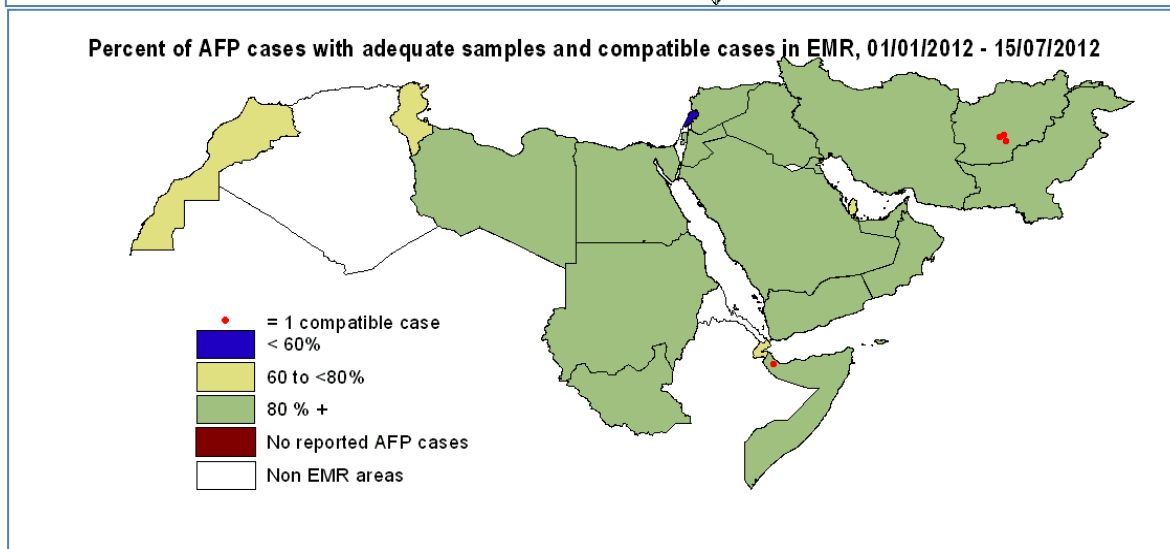 Percent of AFP cases with adequate samples and compatible cases in EMR, 01/01/2012 - 15/07/2012
= 1 compatible case
< 60%
60 to <80%
80 % +
No reported AFP cases
Non EMR areas